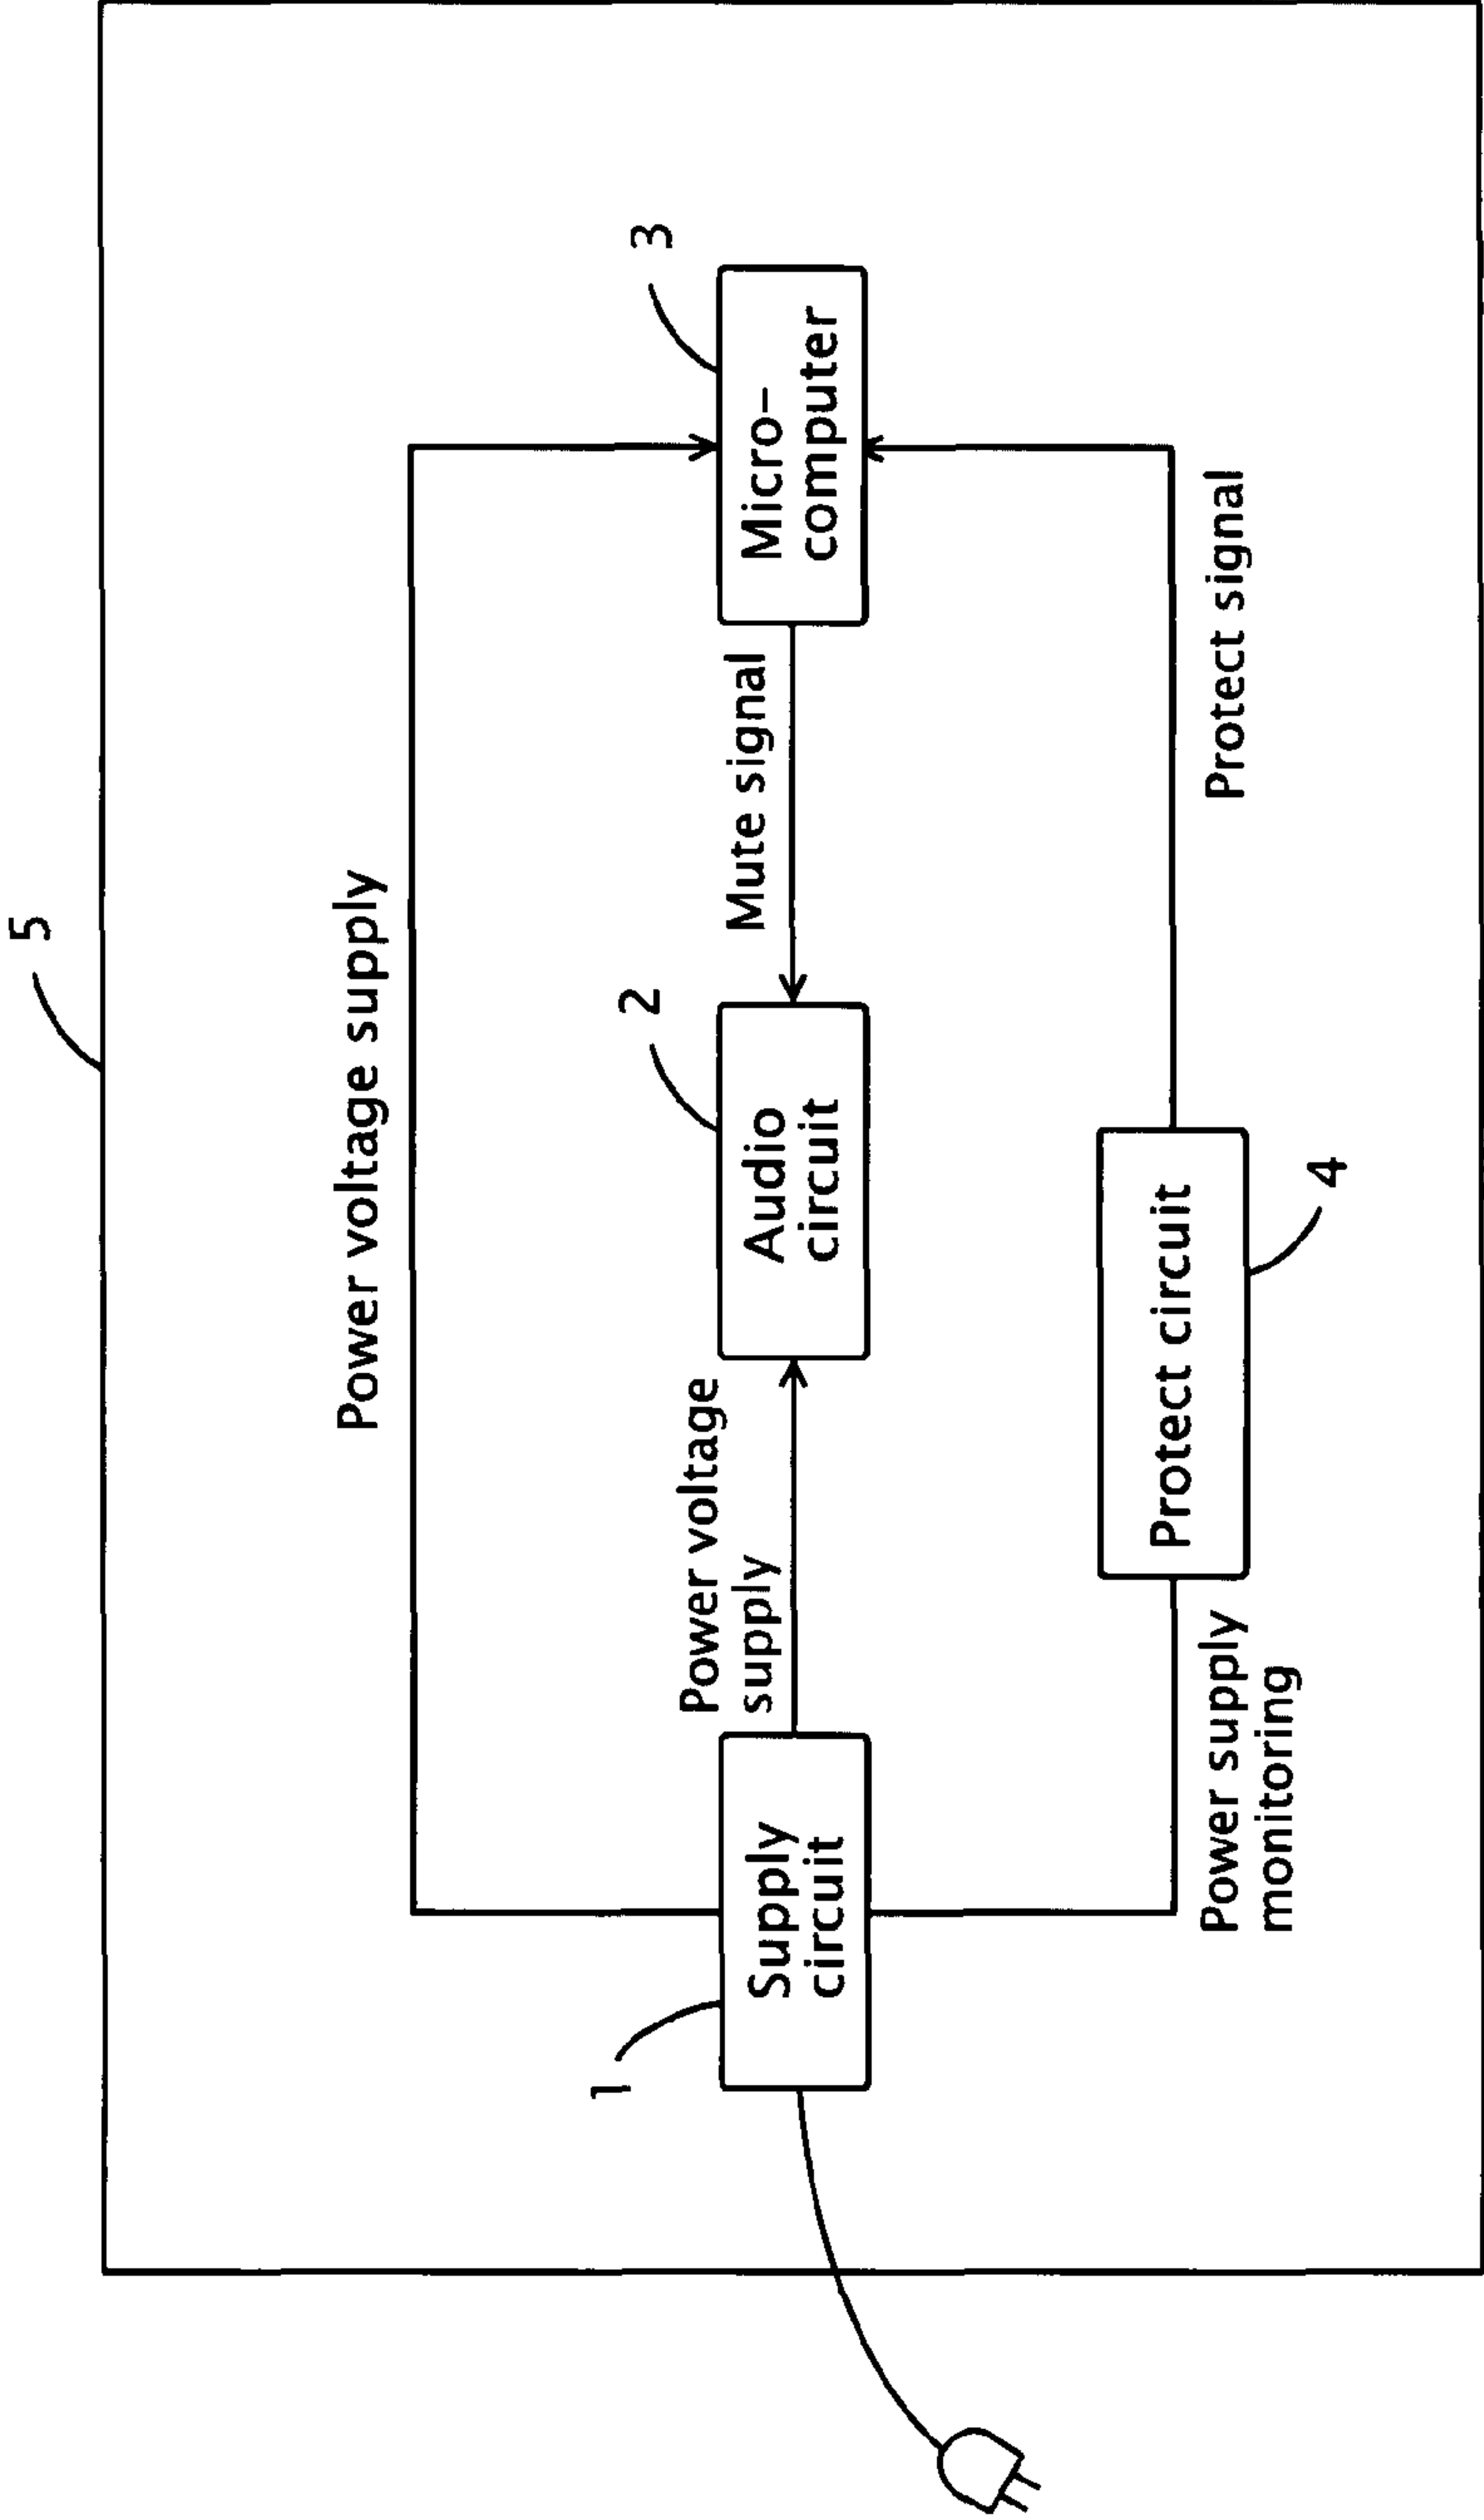 5
Power voltage supply
1
Supply
circuit
Power voltage
supply
2
Audio
circuit
Mute signal
3
Micro-
computer
Power supply
monitoring
Protect circuit
4
Protect signal